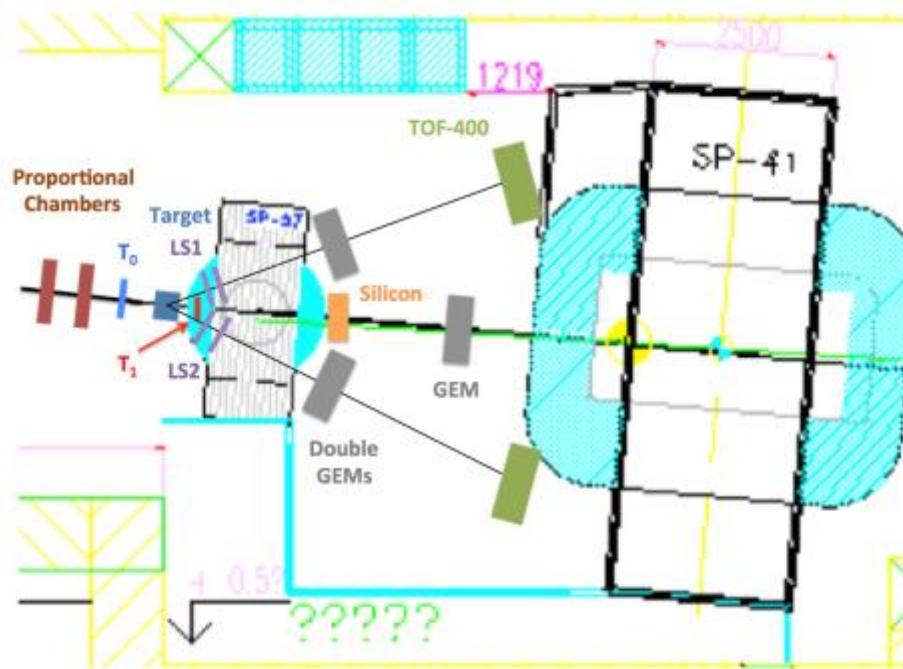 2500
1219
TOF-400
SP-41
Proportional
Chambers
Target
SP-57
LS1
T0
Silicon
T1
LS2
GEM
Double
GEMs
4 0.5?
?????